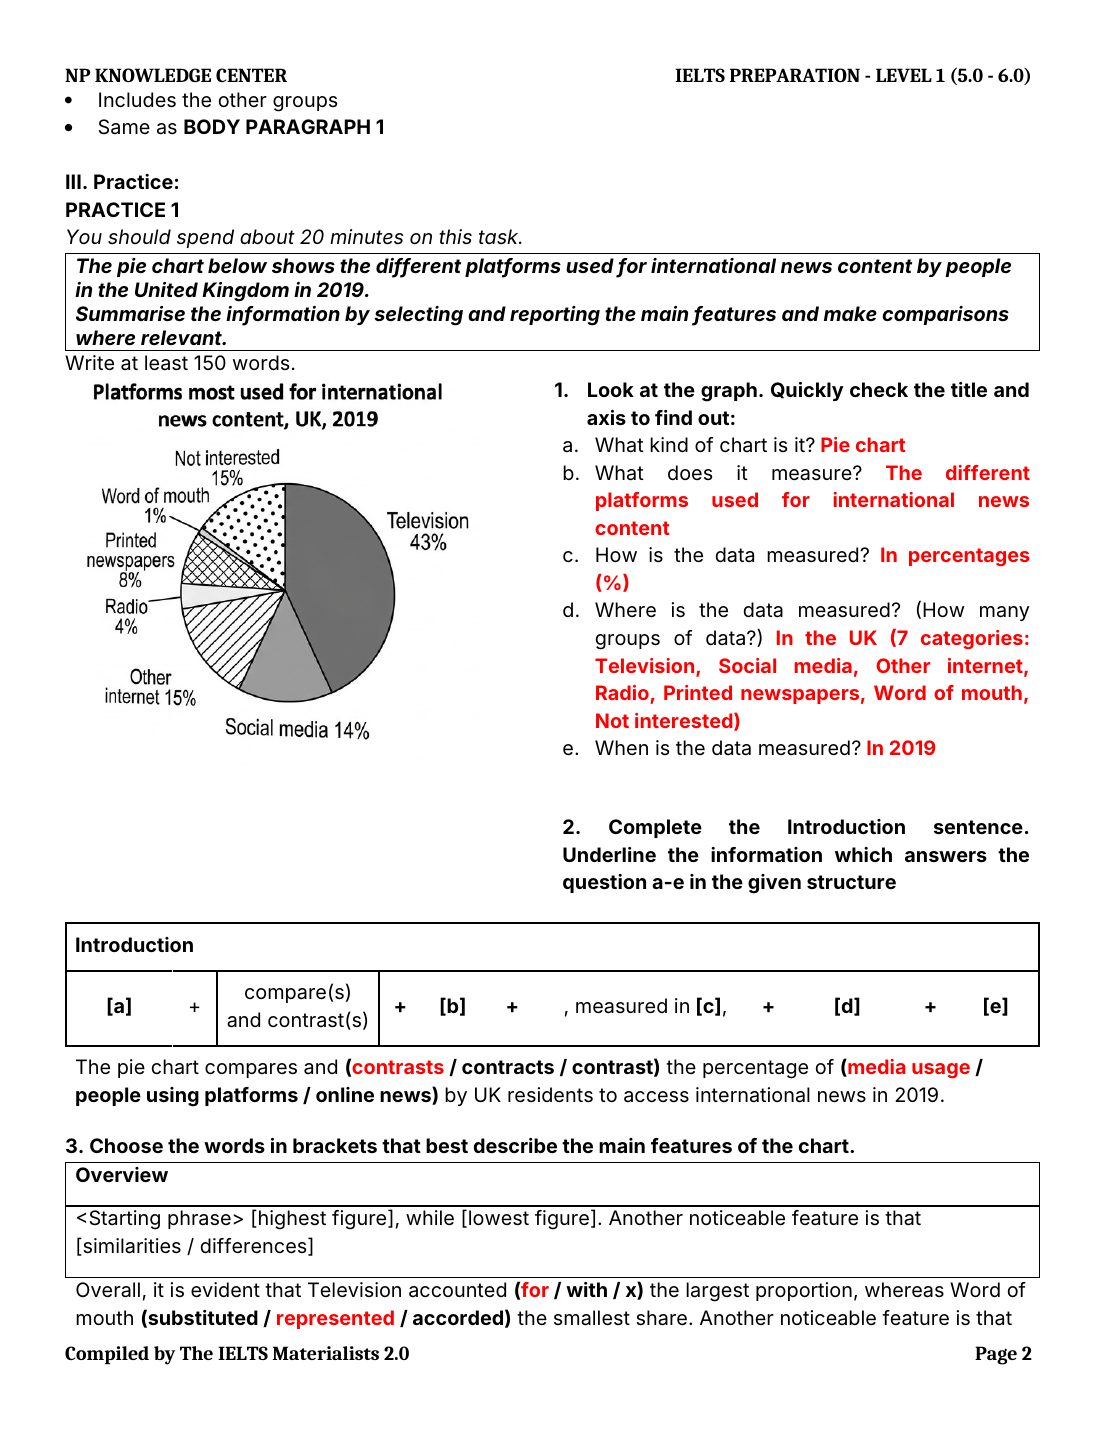 NP KNOWLEDGE CENTER IELTS PREPARATION - LEVEL 1 (5.0 - 6.0)
• Includes the other groups
• Same as BODY PARAGRAPH 1
III. Practice:
PRACTICE 1
You should spend about 20 minutes on this task.
The pie chart below shows the different platforms used for international news content by people
in the United Kingdom in 2019.
Summarise the information by selecting and reporting the main features and make comparisons
where relevant.
Write at least 150 words.
Platforms most used for international
news content, UK, 2019
Not interested
15%
Word of mouth
1%
Printed
newspapers
8%
Radio
4%
Other
internet 15%
Social media 14%
Television
43%
1. Look at the graph. Quickly check the title and
axis to find out:
a. What kind of chart is it? Pie chart
b. What does it measure? The different
platforms used for international news
content
c. How is the data measured? In percentages
(%)
d. Where is the data measured? (How many
groups of data?) In the UK (7 categories:
Television, Social media, Other internet,
Radio, Printed newspapers, Word of mouth,
Not interested)
e. When is the data measured? In 2019
2. Complete the Introduction sentence.
Underline the information which answers the
question a-e in the given structure
Introduction
[a] + compare(s)
and contrast(s) + [b] + , measured in [c], + [d] + [e]
The pie chart compares and (contrasts / contracts / contrast) the percentage of (media usage /
people using platforms / online news) by UK residents to access international news in 2019.
3. Choose the words in brackets that best describe the main features of the chart.
Overview
<Starting phrase> [highest figure], while [lowest figure]. Another noticeable feature is that
[similarities / differences]
Overall, it is evident that Television accounted (for / with / x) the largest proportion, whereas Word of
mouth (substituted / represented / accorded) the smallest share. Another noticeable feature is that
Compiled by The IELTS Materialists 2.0 Page 2